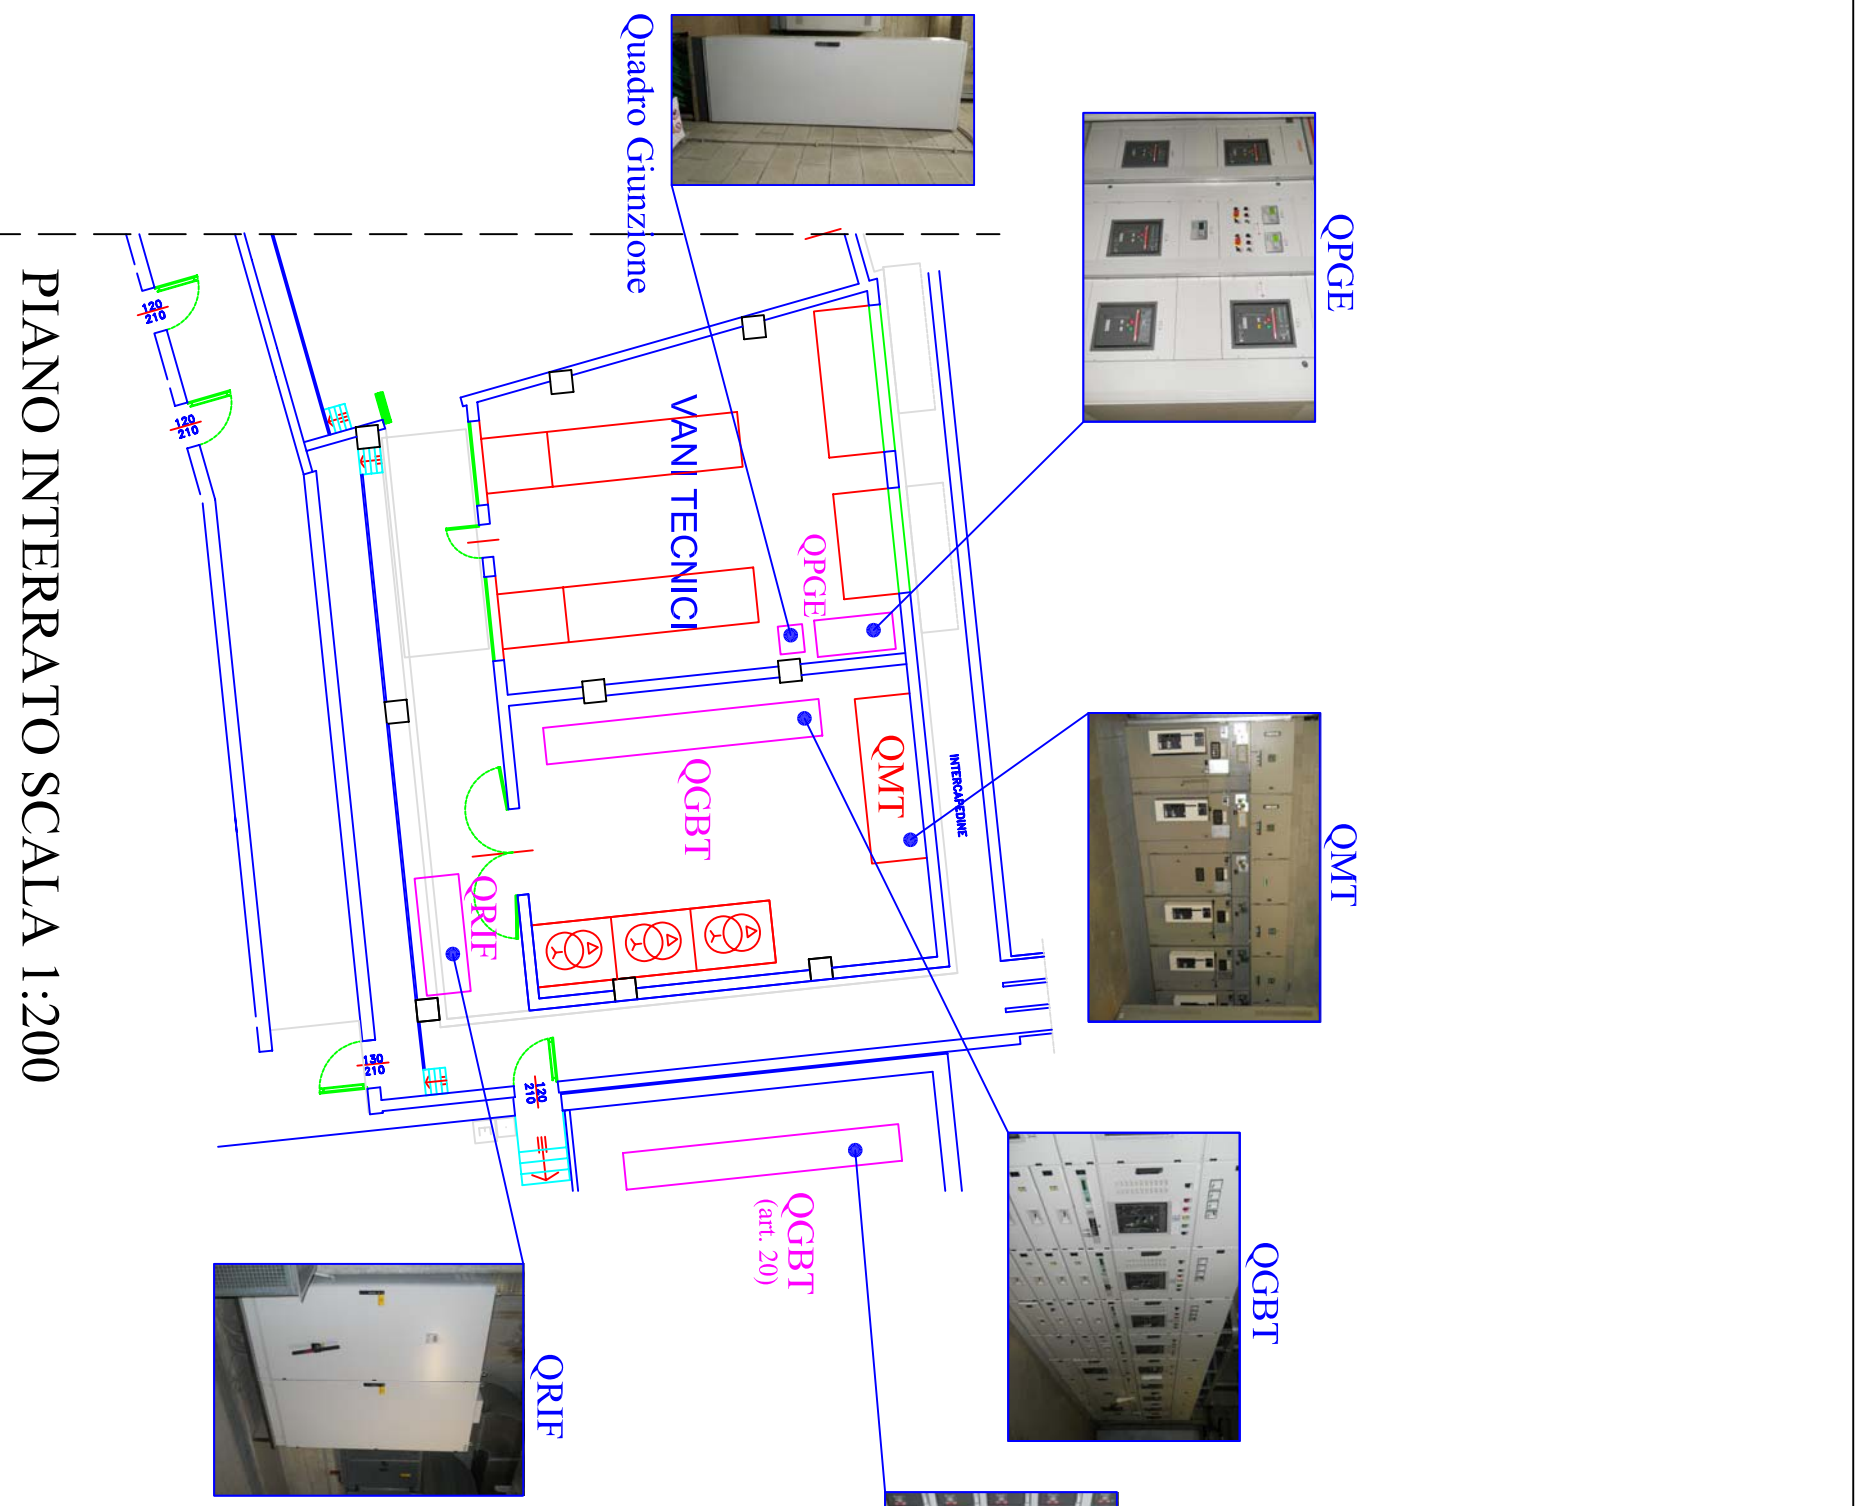 QPGE
QMT
QGBT
Quadro Giunzione
QPGE
QMT
INTERCAPEDINE
VANI TECNICI
QGBT
QGBT
(art. 20)
QRIF
QRIF
120
210
120
210
130
210
120
210
PIANO INTERRATO SCALA 1:200